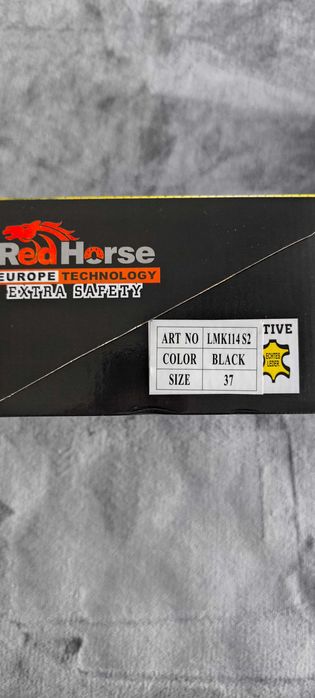 Red Horse
EUROPE TECHNOLOGY
EXTRA SAFETY
TIVE
ART NO LMK114 S2
COLOR BLACK
SIZE 37
ECHTES
LEDER